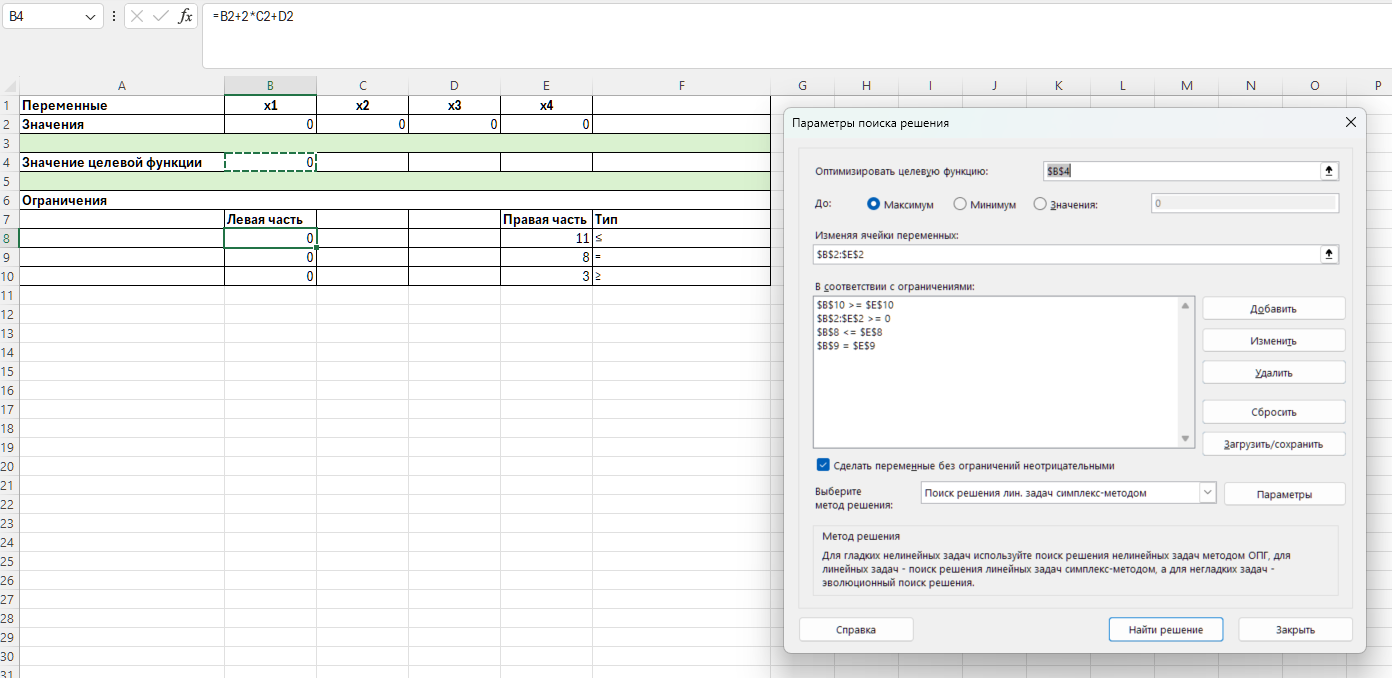 B4 fx =B2+2*C2+D2
A B C D E F G H I J K L M N O P
1 Переменные x1 x2 x3 x4
2 Значения 0 0 0 0
3
4 Значение целевой функции 0
5
6 Ограничения
7 Левая часть Правая часть Тип
8 0 11 ≤
9 0 8 =
10 0 3 ≥
11
12
13
14
15
16
17
18
19
20
21
22
23
24
25
26
27
28
29
30
31
Параметры поиска решения
Оптимизировать целевую функцию: $B$4
До: Максимум Минимум Значения: 0
Изменяя ячейки переменных:
$B$2:$E$2
В соответствии с ограничениями:
$B$10 >= $E$10
$B$2:$E$2 >= 0
$B$8 <= $E$8
$B$9 = $E$9
Добавить
Изменить
Удалить
Сбросить
Загрузить/сохранить
Сделать переменные без ограничений неотрицательными
Выберите
метод решения:
Поиск решения лин. задач симплекс-методом
Параметры
Метод решения
Для гладких нелинейных задач используйте поиск решения нелинейных задач методом ОПГ, для
линейных задач - поиск решения линейных задач симплекс-методом, а для негладких задач -
эволюционный поиск решения.
Справка Найти решение Закрыть